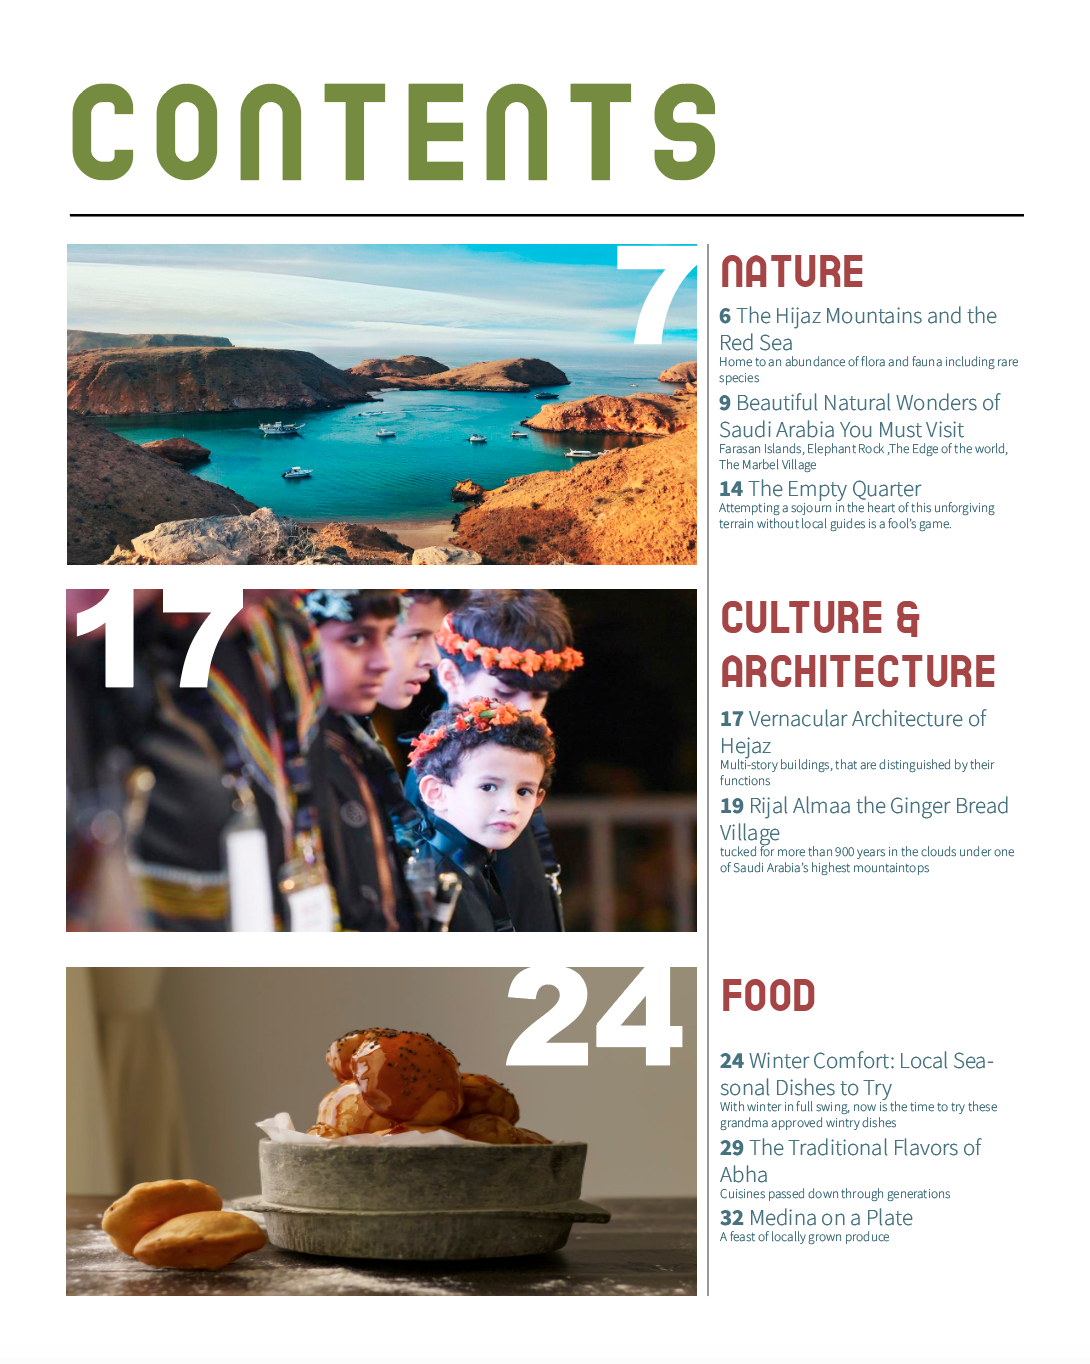 CONTENTS
7
NATURE
6 The Hijaz Mountains and the
Red Sea
Home to an abundance of flora and fauna including rare
species
9 Beautiful Natural Wonders of
Saudi Arabia You Must Visit
Farasan Islands, Elephant Rock ,The Edge of the world,
The Marbel Village
14 The Empty Quarter
Attempting a sojourn in the heart of this unforgiving
terrain without local guides is a fool’s game.
17
CULTURE &
ARCHITECTURE
17 Vernacular Architecture of
Hejaz
Multi-story buildings, that are distinguished by their
functions
19 Rijal Almaa the Ginger Bread
Village
tucked for more than 900 years in the clouds under one
of Saudi Arabia’s highest mountaintops
24
FOOD
24 Winter Comfort: Local Sea-
sonal Dishes to Try
With winter in full swing, now is the time to try these
grandma approved wintry dishes
29 The Traditional Flavors of
Abha
Cuisines passed down through generations
32 Medina on a Plate
A feast of locally grown produce